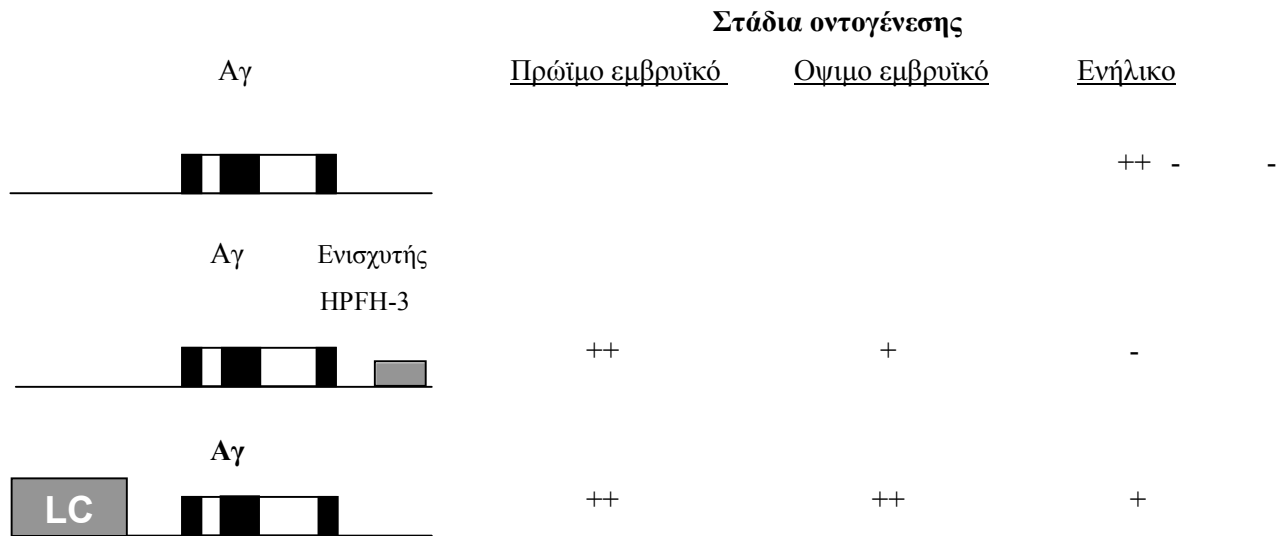 Στάδια οντογένεσης
Αγ Πρώϊμο εμβρυϊκό Οψιμο εμβρυϊκό Ενήλικο
++ - -
Αγ Ενισχυτής
HPFH-3
++ + -
Αγ
LC ++ ++ +